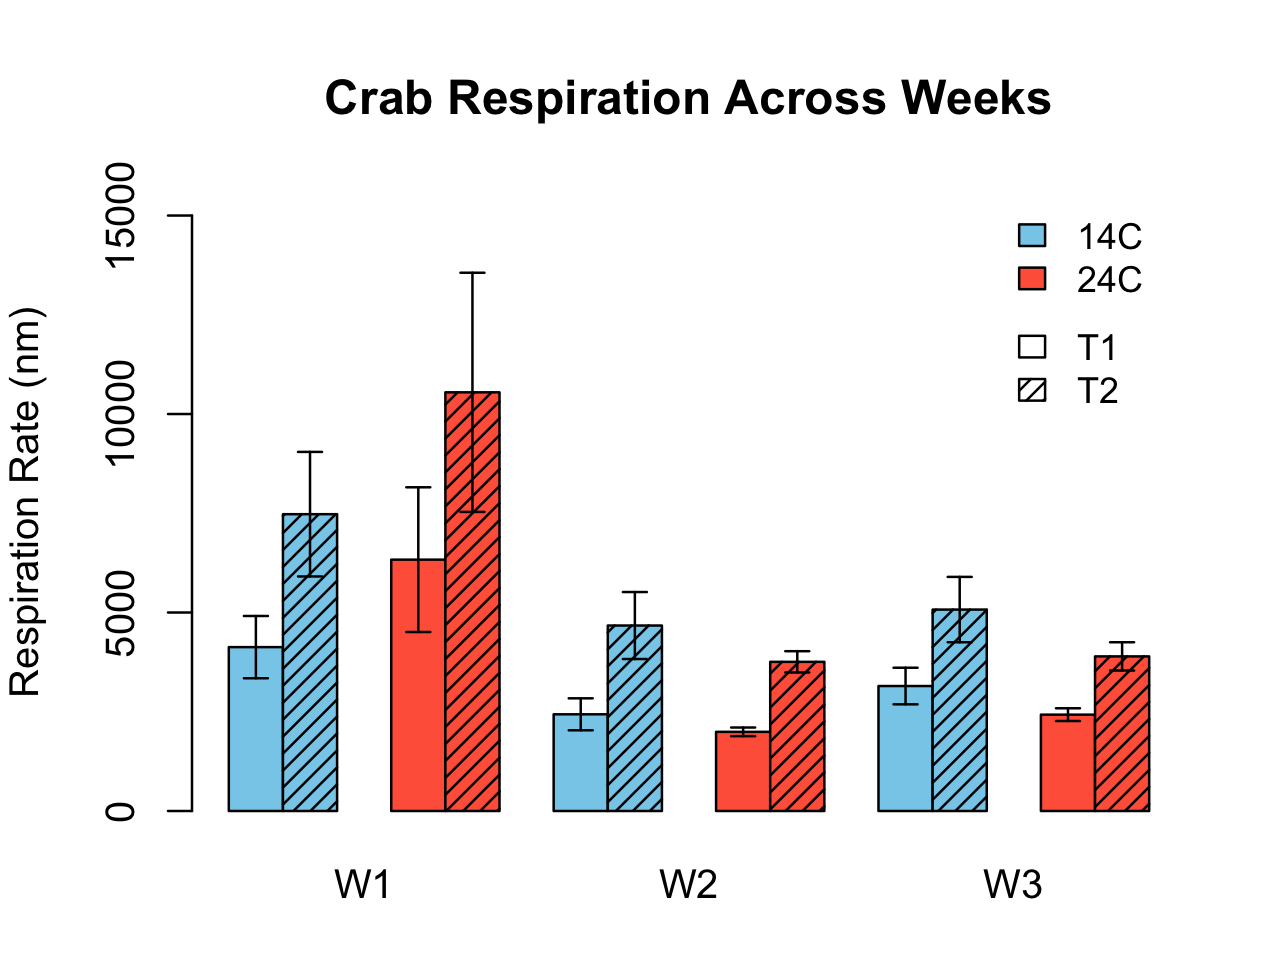 Crab Respiration Across Weeks
Respiration Rate (nm)
15000
10000
5000
0
14C
24C
T1
T2
W1 W2 W3